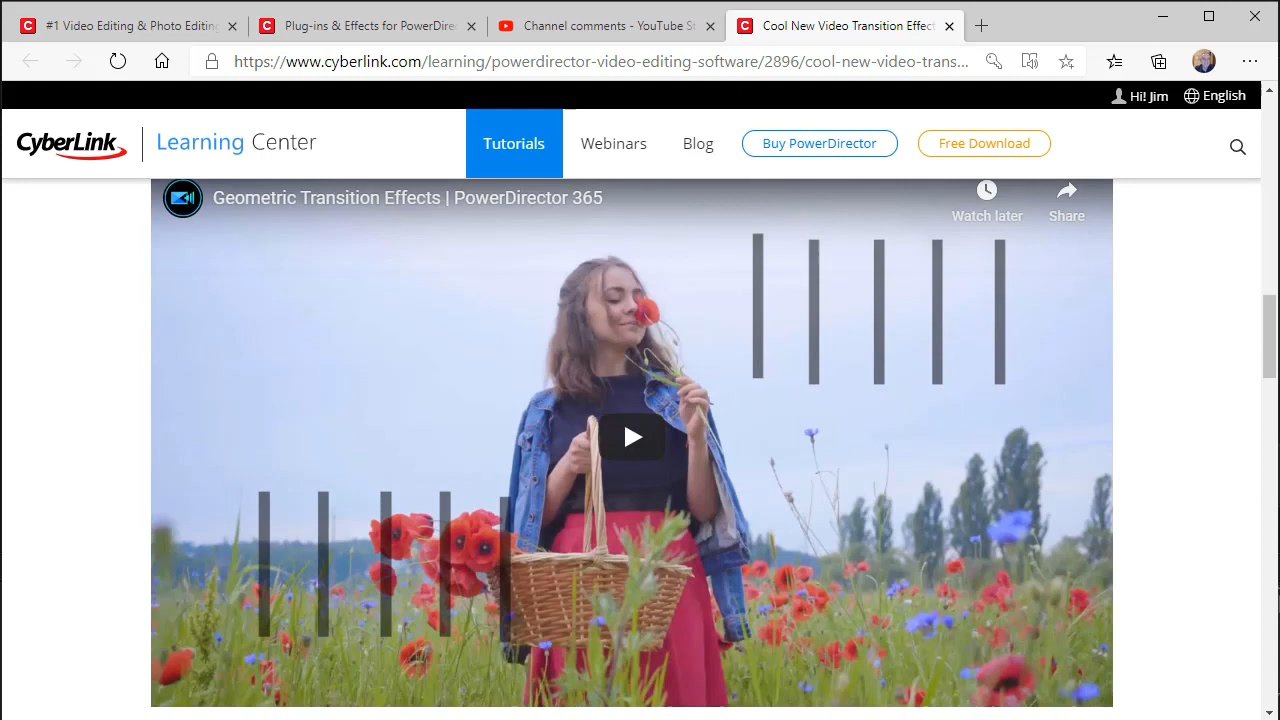 #1 Video Editing & Photo Editing
Plug-ins & Effects for PowerDire
Channel comments - YouTube St
Cool New Video Transition Effect
https://www.cyberlink.com/learning/powerdirector-video-editing-software/2896/cool-new-video-trans...
Hi! Jim
English
CyberLink
Learning Center
Tutorials
Webinars
Blog
Buy PowerDirector
Free Download
Geometric Transition Effects | PowerDirector 365
Watch later
Share